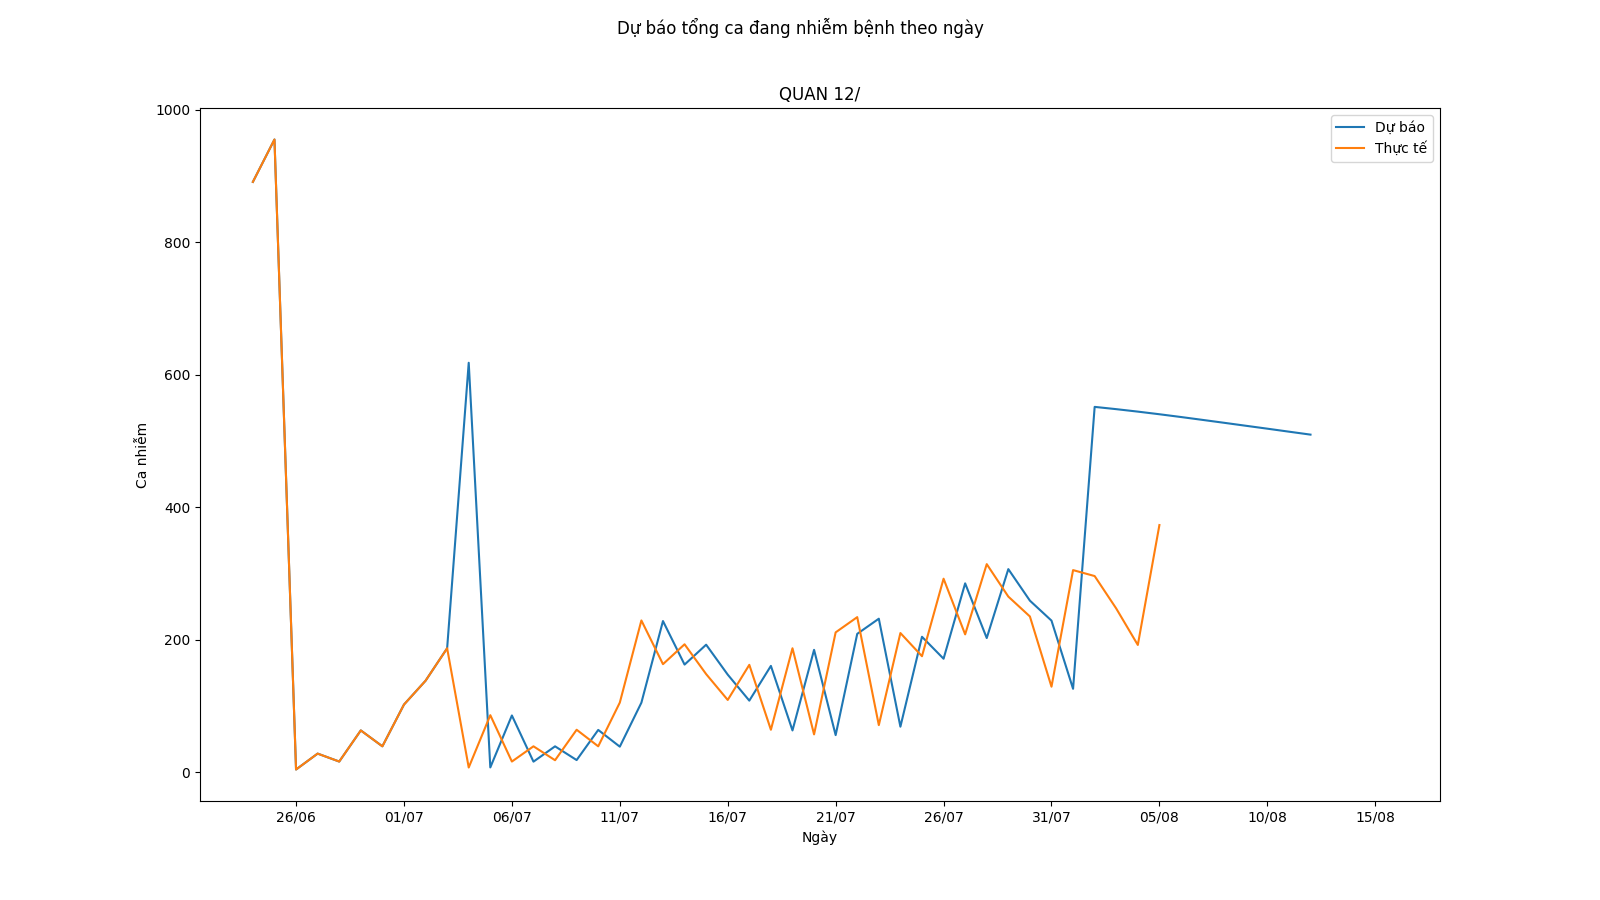 Dự báo tổng ca đang nhiễm bệnh theo ngày
QUAN 12/
Dự báo
Thực tế
1000
800
600
400
200
0
Ca nhiễm
26/06 01/07 06/07 11/07 16/07 21/07 26/07 31/07 05/08 10/08 15/08
Ngày